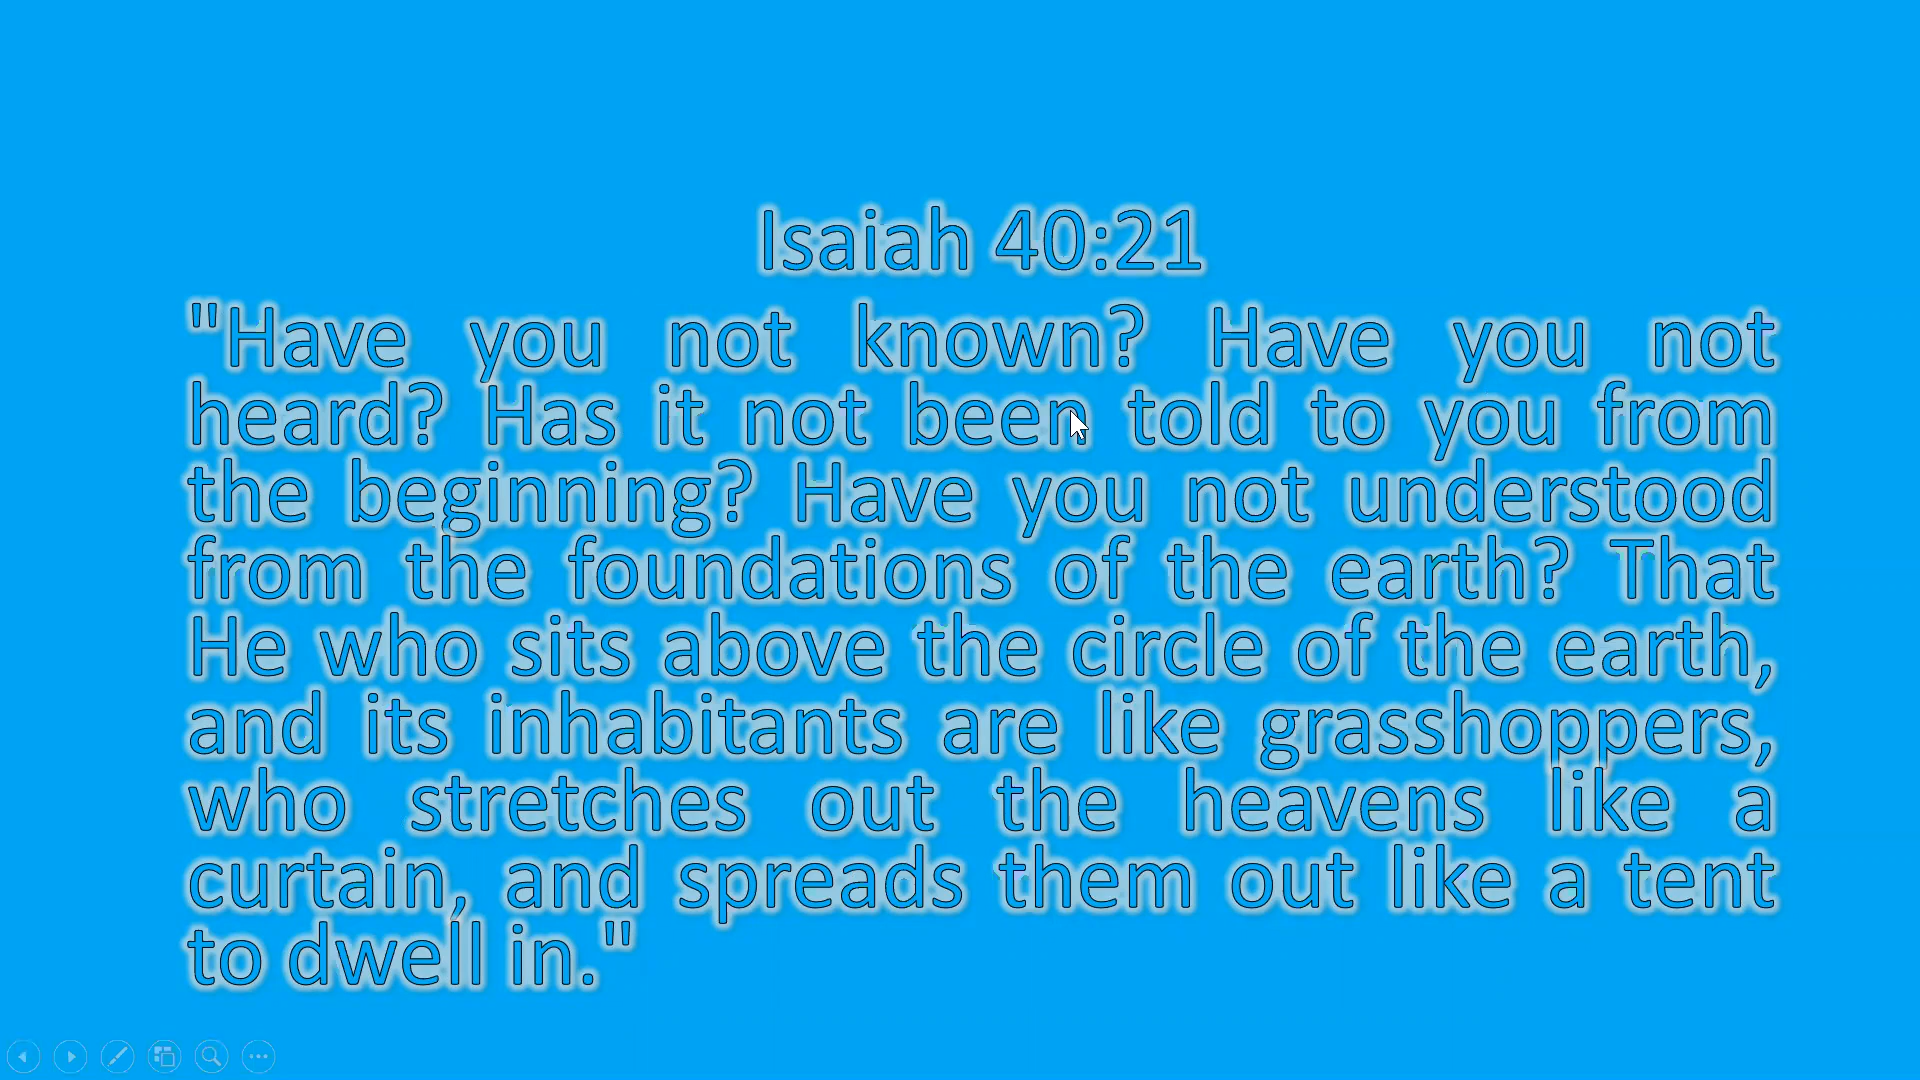 Isaiah 40:21
"Have you not known? Have you not
heard? Has it not been told to you from
the beginning? Have you not understood
from the foundations of the earth? That
He who sits above the circle of the earth,
and its inhabitants are like grasshoppers,
who stretches out the heavens like a
curtain, and spreads them out like a tent
to dwell in."